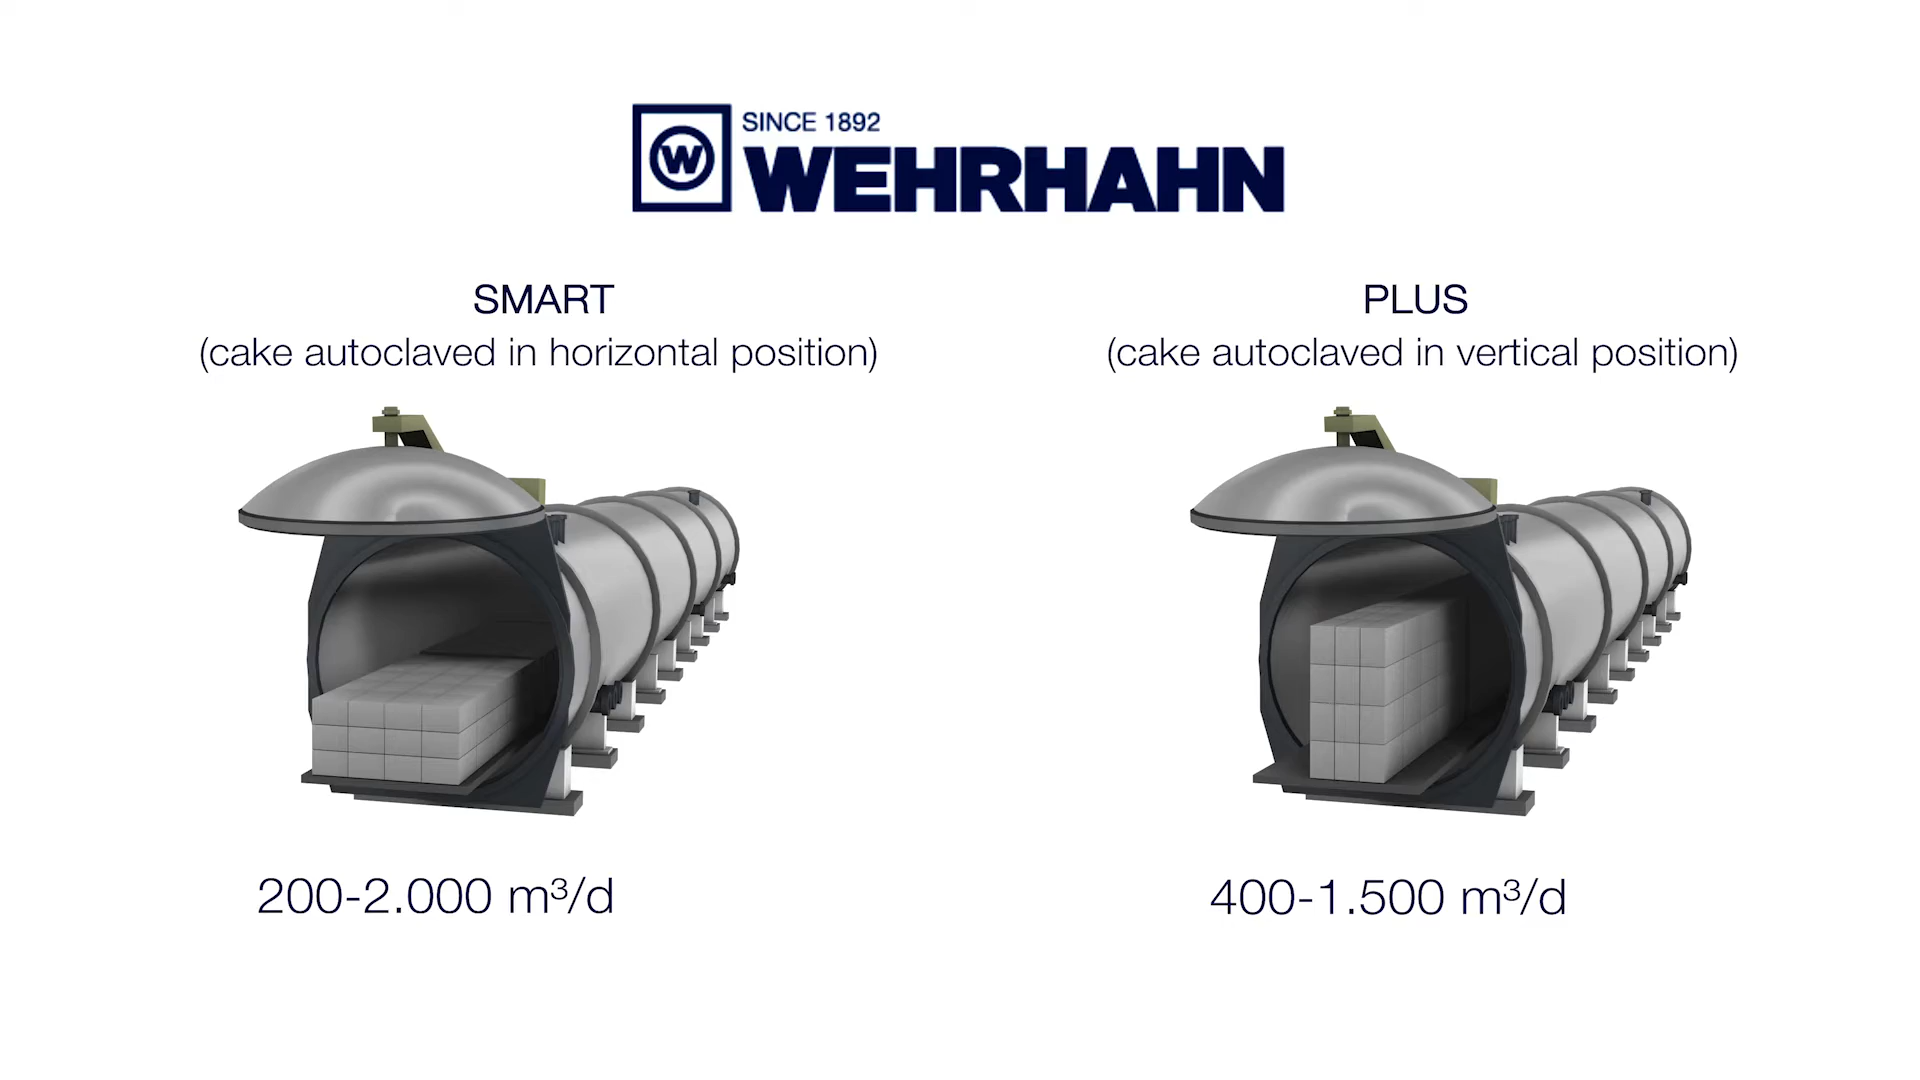 W
SINCE 1892
WEHRHAHN
SMART
(cake autoclaved in horizontal position)
200-2.000 m³/d
PLUS
(cake autoclaved in vertical position)
400-1.500 m³/d